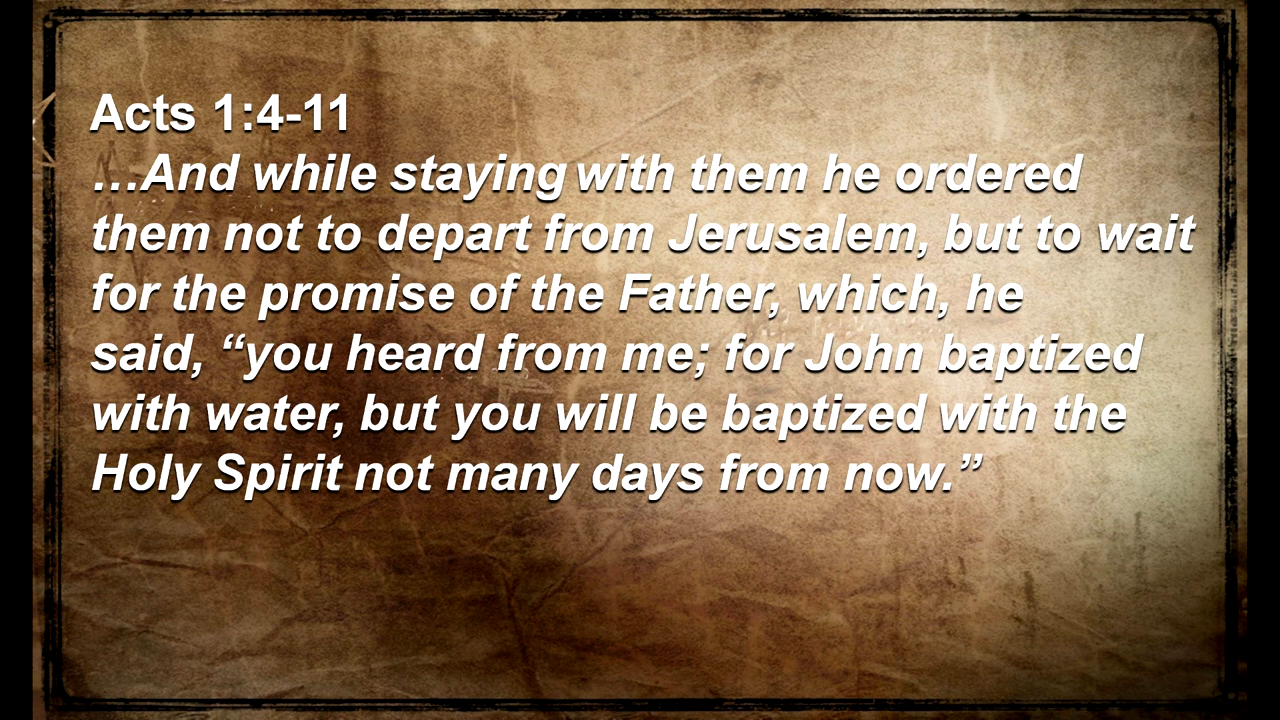 Acts 1:4-11
…And while staying with them he ordered
them not to depart from Jerusalem, but to wait
for the promise of the Father, which, he
said, “you heard from me; for John baptized
with water, but you will be baptized with the
Holy Spirit not many days from now.”